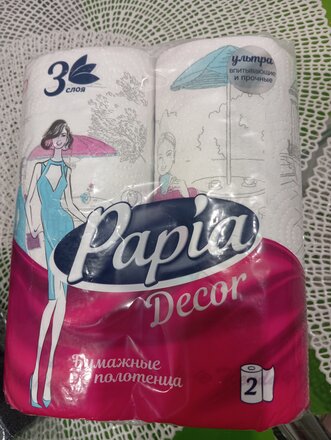 3
слоя
ультра
впитывающие
и прочные
Papia
Decor
бумажные
полотенца
2